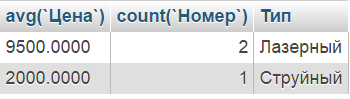 avg(`Цена`) count(`Номер`) Тип
9500.0000 2 Лазерный
2000.0000 1 Струйный